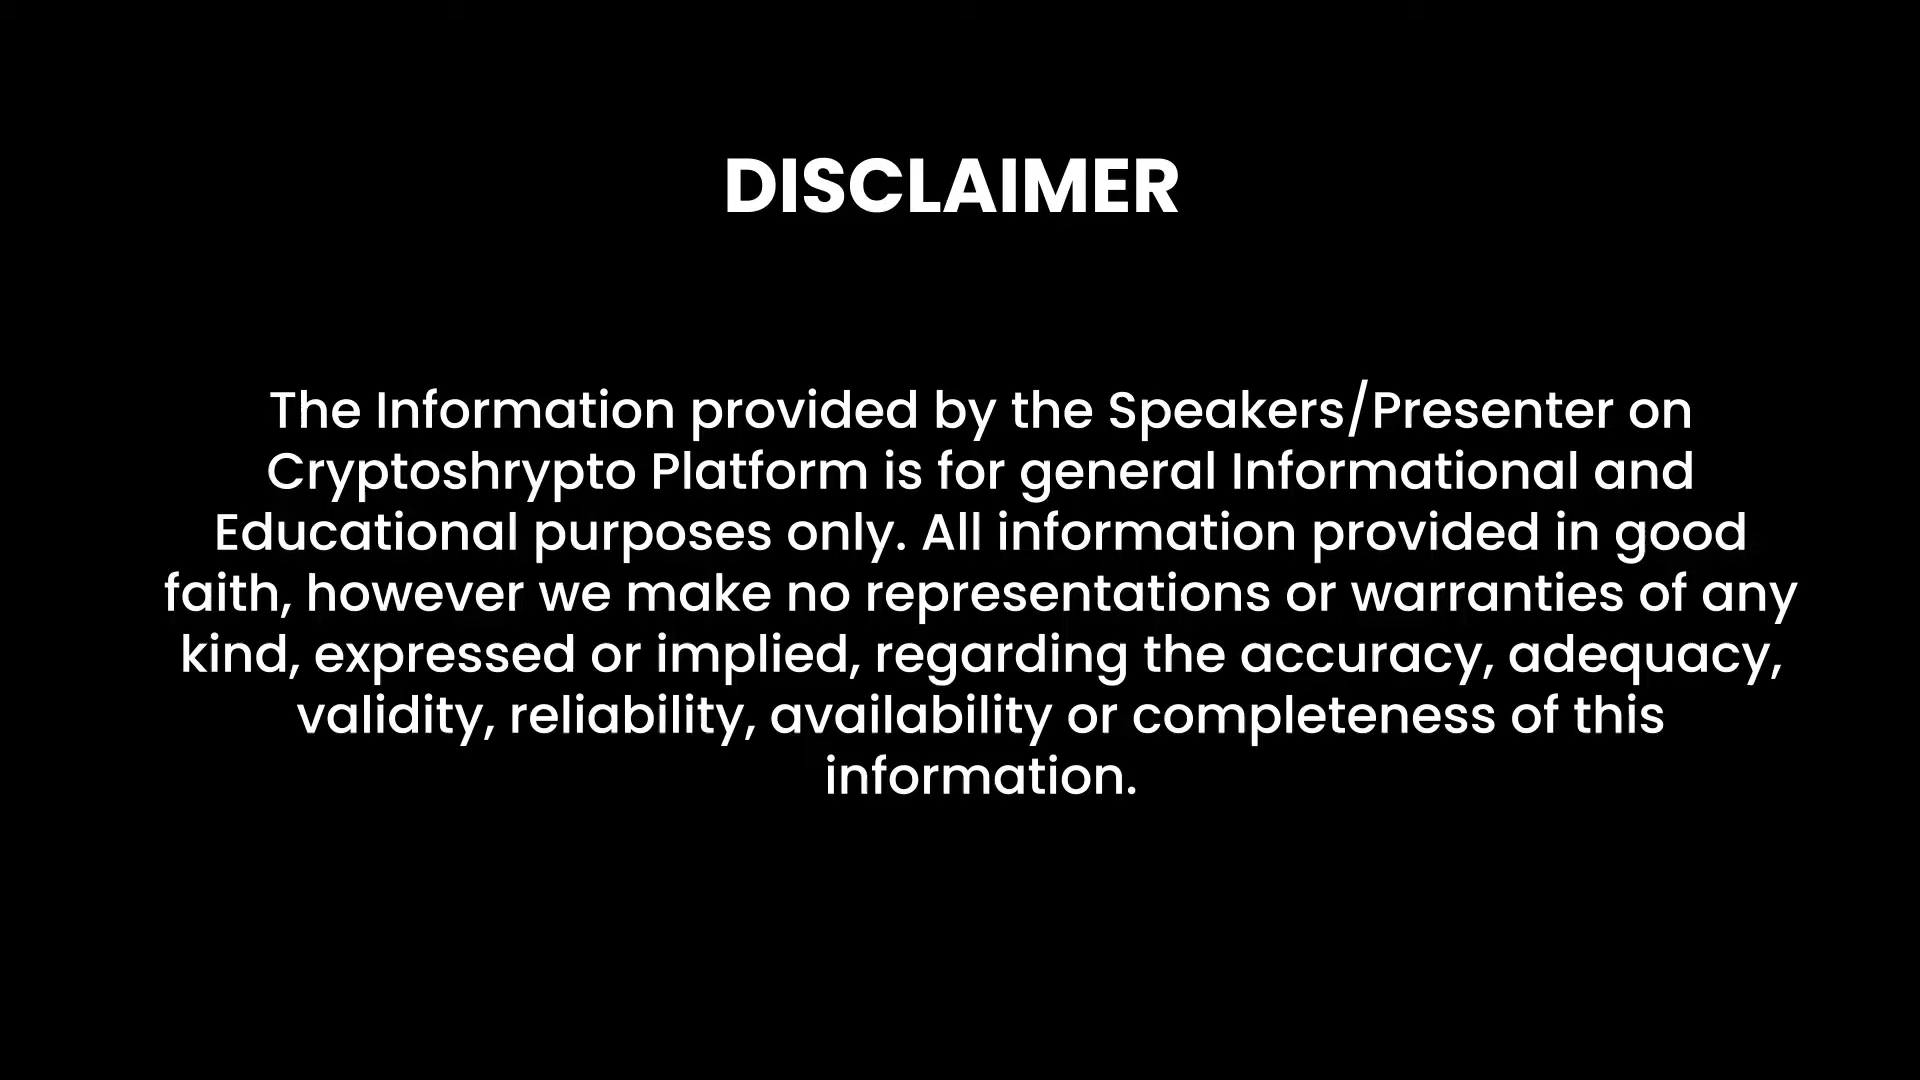 DISCLAIMER
The Information provided by the Speakers/Presenter on
Cryptoshrypto Platform is for general Informational and
Educational purposes only. All information provided in good
faith, however we make no representations or warranties of any
kind, expressed or implied, regarding the accuracy, adequacy,
validity, reliability, availability or completeness of this
information.